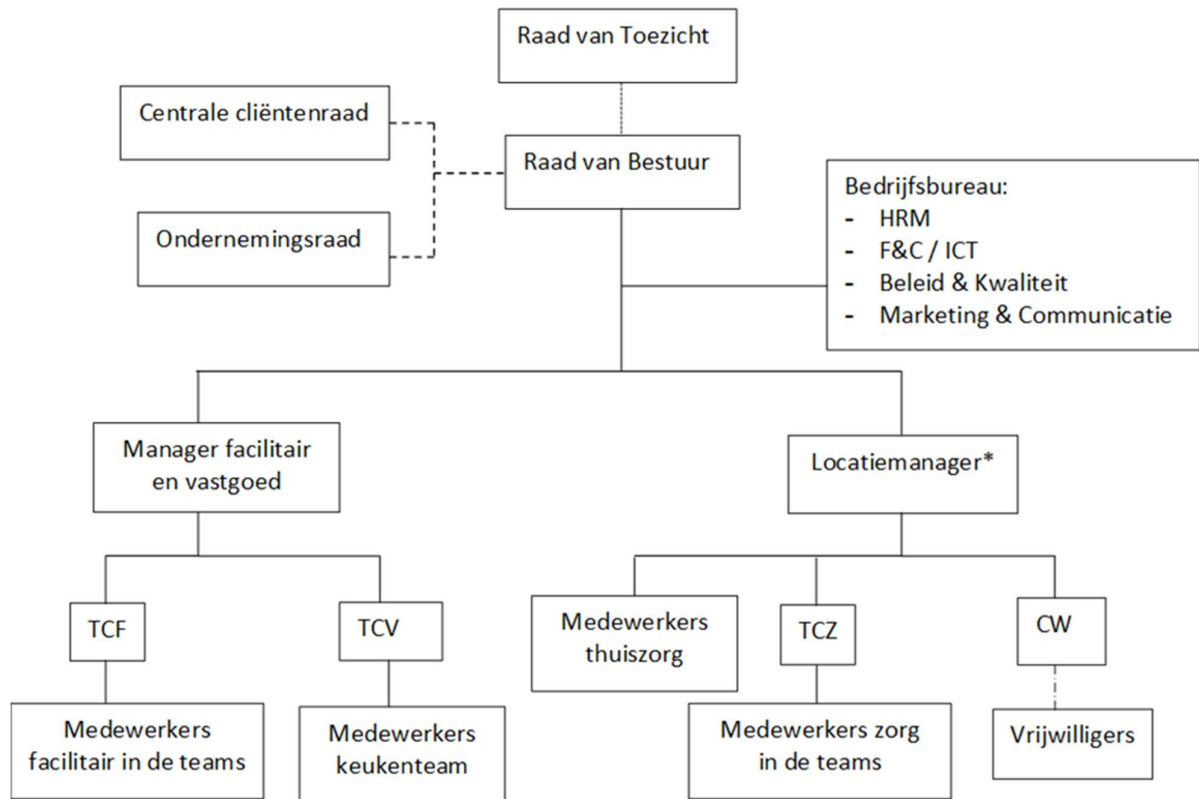 Raad van Toezicht
Centrale cliëntenraad
Raad van Bestuur
Ondernemingsraad
Bedrijfsbureau:
- HRM
- F&C / ICT
- Beleid & Kwaliteit
- Marketing & Communicatie
Manager facilitair
en vastgoed
Locatiemanager*
TCF
TCV
Medewerkers
thuiszorg
TCZ
CW
Medewerkers
facilitair in de teams
Medewerkers
keukenteam
Medewerkers zorg
in de teams
Vrijwilligers